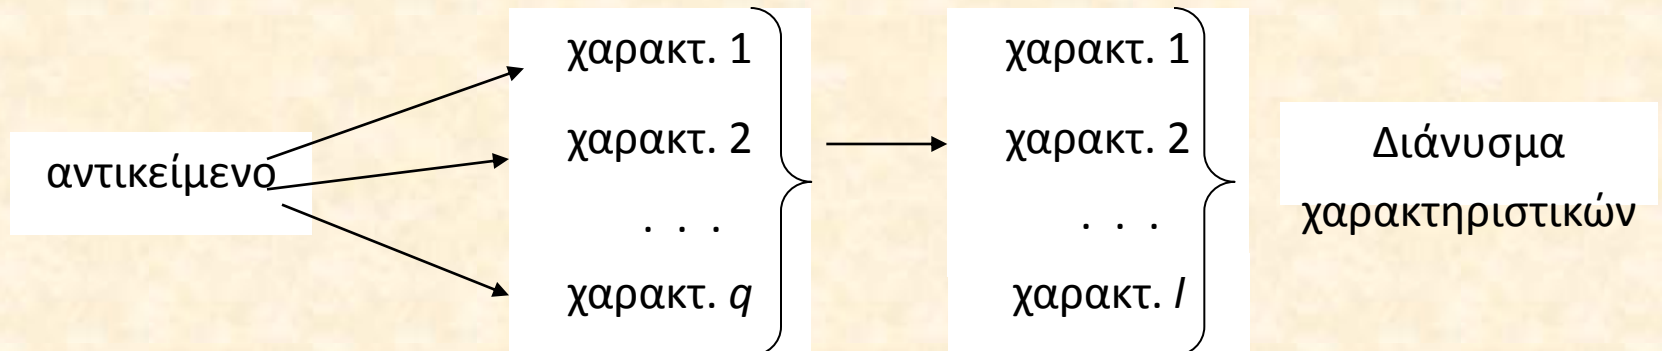 αντικείμενο
χαρακτ. 1
χαρακτ. 2
. . .
χαρακτ. q
χαρακτ. 1
χαρακτ. 2
. . .
χαρακτ. l
Διάνυσμα
χαρακτηριστικών